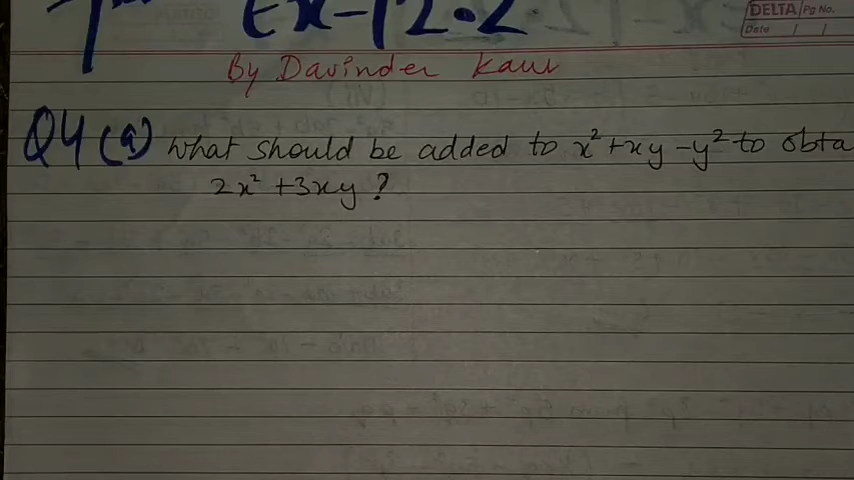 Ex-12.2
DELTA Pg No.
Date / /
By Davinder Kaur
Q4 (a) What should be added to x² + xy - y² to obta
2x² + 3xy ?